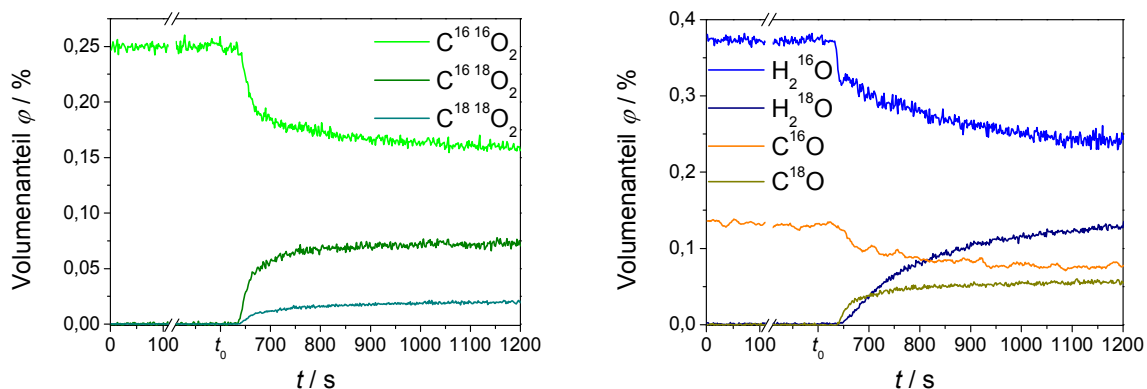 Volumenanteil φ / %
0,25
0,20
0,15
0,10
0,05
0,00
C¹⁶ ¹⁶O₂
C¹⁶ ¹⁸O₂
C¹⁸ ¹⁸O₂
0 100 t₀ 700 800 900 1000 1100 1200
t / s
Volumenanteil φ / %
0,4
0,3
0,2
0,1
0,0
H₂¹⁶O
H₂¹⁸O
C¹⁶O
C¹⁸O
0 100 t₀ 700 800 900 1000 1100 1200
t / s